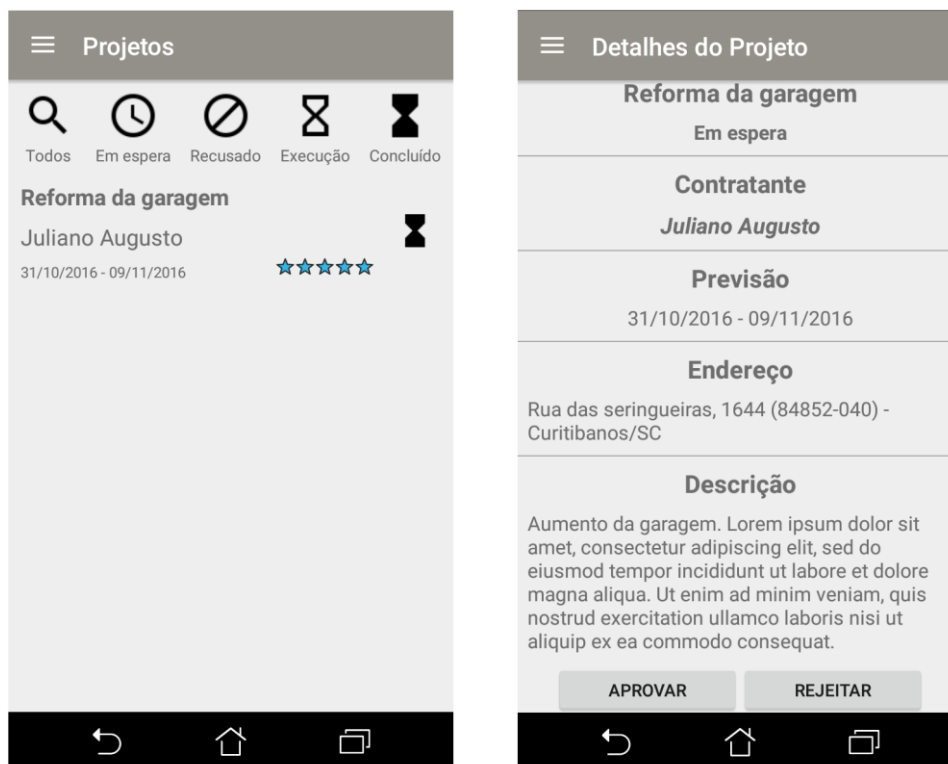 Projetos
Todos Em espera Recusado Execução Concluído
Reforma da garagem
Juliano Augusto
31/10/2016 - 09/11/2016
Detalhes do Projeto
Reforma da garagem
Em espera
Contratante
Juliano Augusto
Previsão
31/10/2016 - 09/11/2016
Endereço
Rua das seringueiras, 1644 (84852-040) -
Curitibanos/SC
Descrição
Aumento da garagem. Lorem ipsum dolor sit
amet, consectetur adipiscing elit, sed do
eiusmod tempor incididunt ut labore et dolore
magna aliqua. Ut enim ad minim veniam, quis
nostrud exercitation ullamco laboris nisi ut
aliquip ex ea commodo consequat.
APROVAR REJEITAR